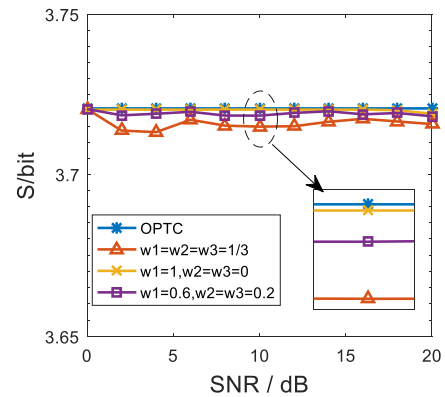 3.75
3.7
3.65
S/bit
OPTC
w1=w2=w3=1/3
w1=1,w2=w3=0
w1=0.6,w2=w3=0.2
0 5 10 15 20
SNR / dB